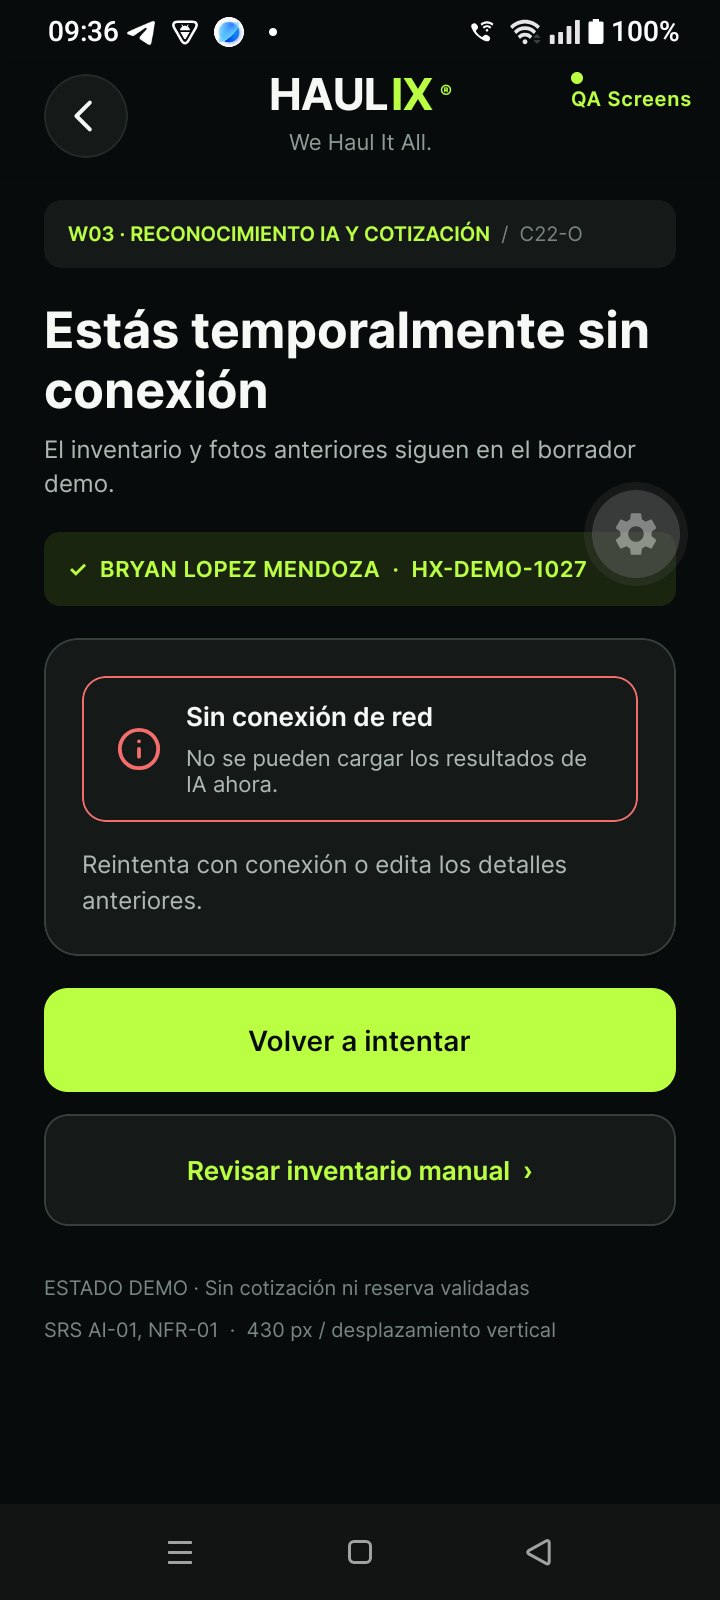 09:36
100%
HAULIX ®
QA Screens
We Haul It All.
W03 · RECONOCIMIENTO IA Y COTIZACIÓN / C22-O
Estás temporalmente sin
conexión
El inventario y fotos anteriores siguen en el borrador
demo.
✓ BRYAN LOPEZ MENDOZA · HX-DEMO-1027
Sin conexión de red
No se pueden cargar los resultados de
IA ahora.
Reintenta con conexión o edita los detalles
anteriores.
Volver a intentar
Revisar inventario manual ›
ESTADO DEMO · Sin cotización ni reserva validadas
SRS AI-01, NFR-01 · 430 px / desplazamiento vertical